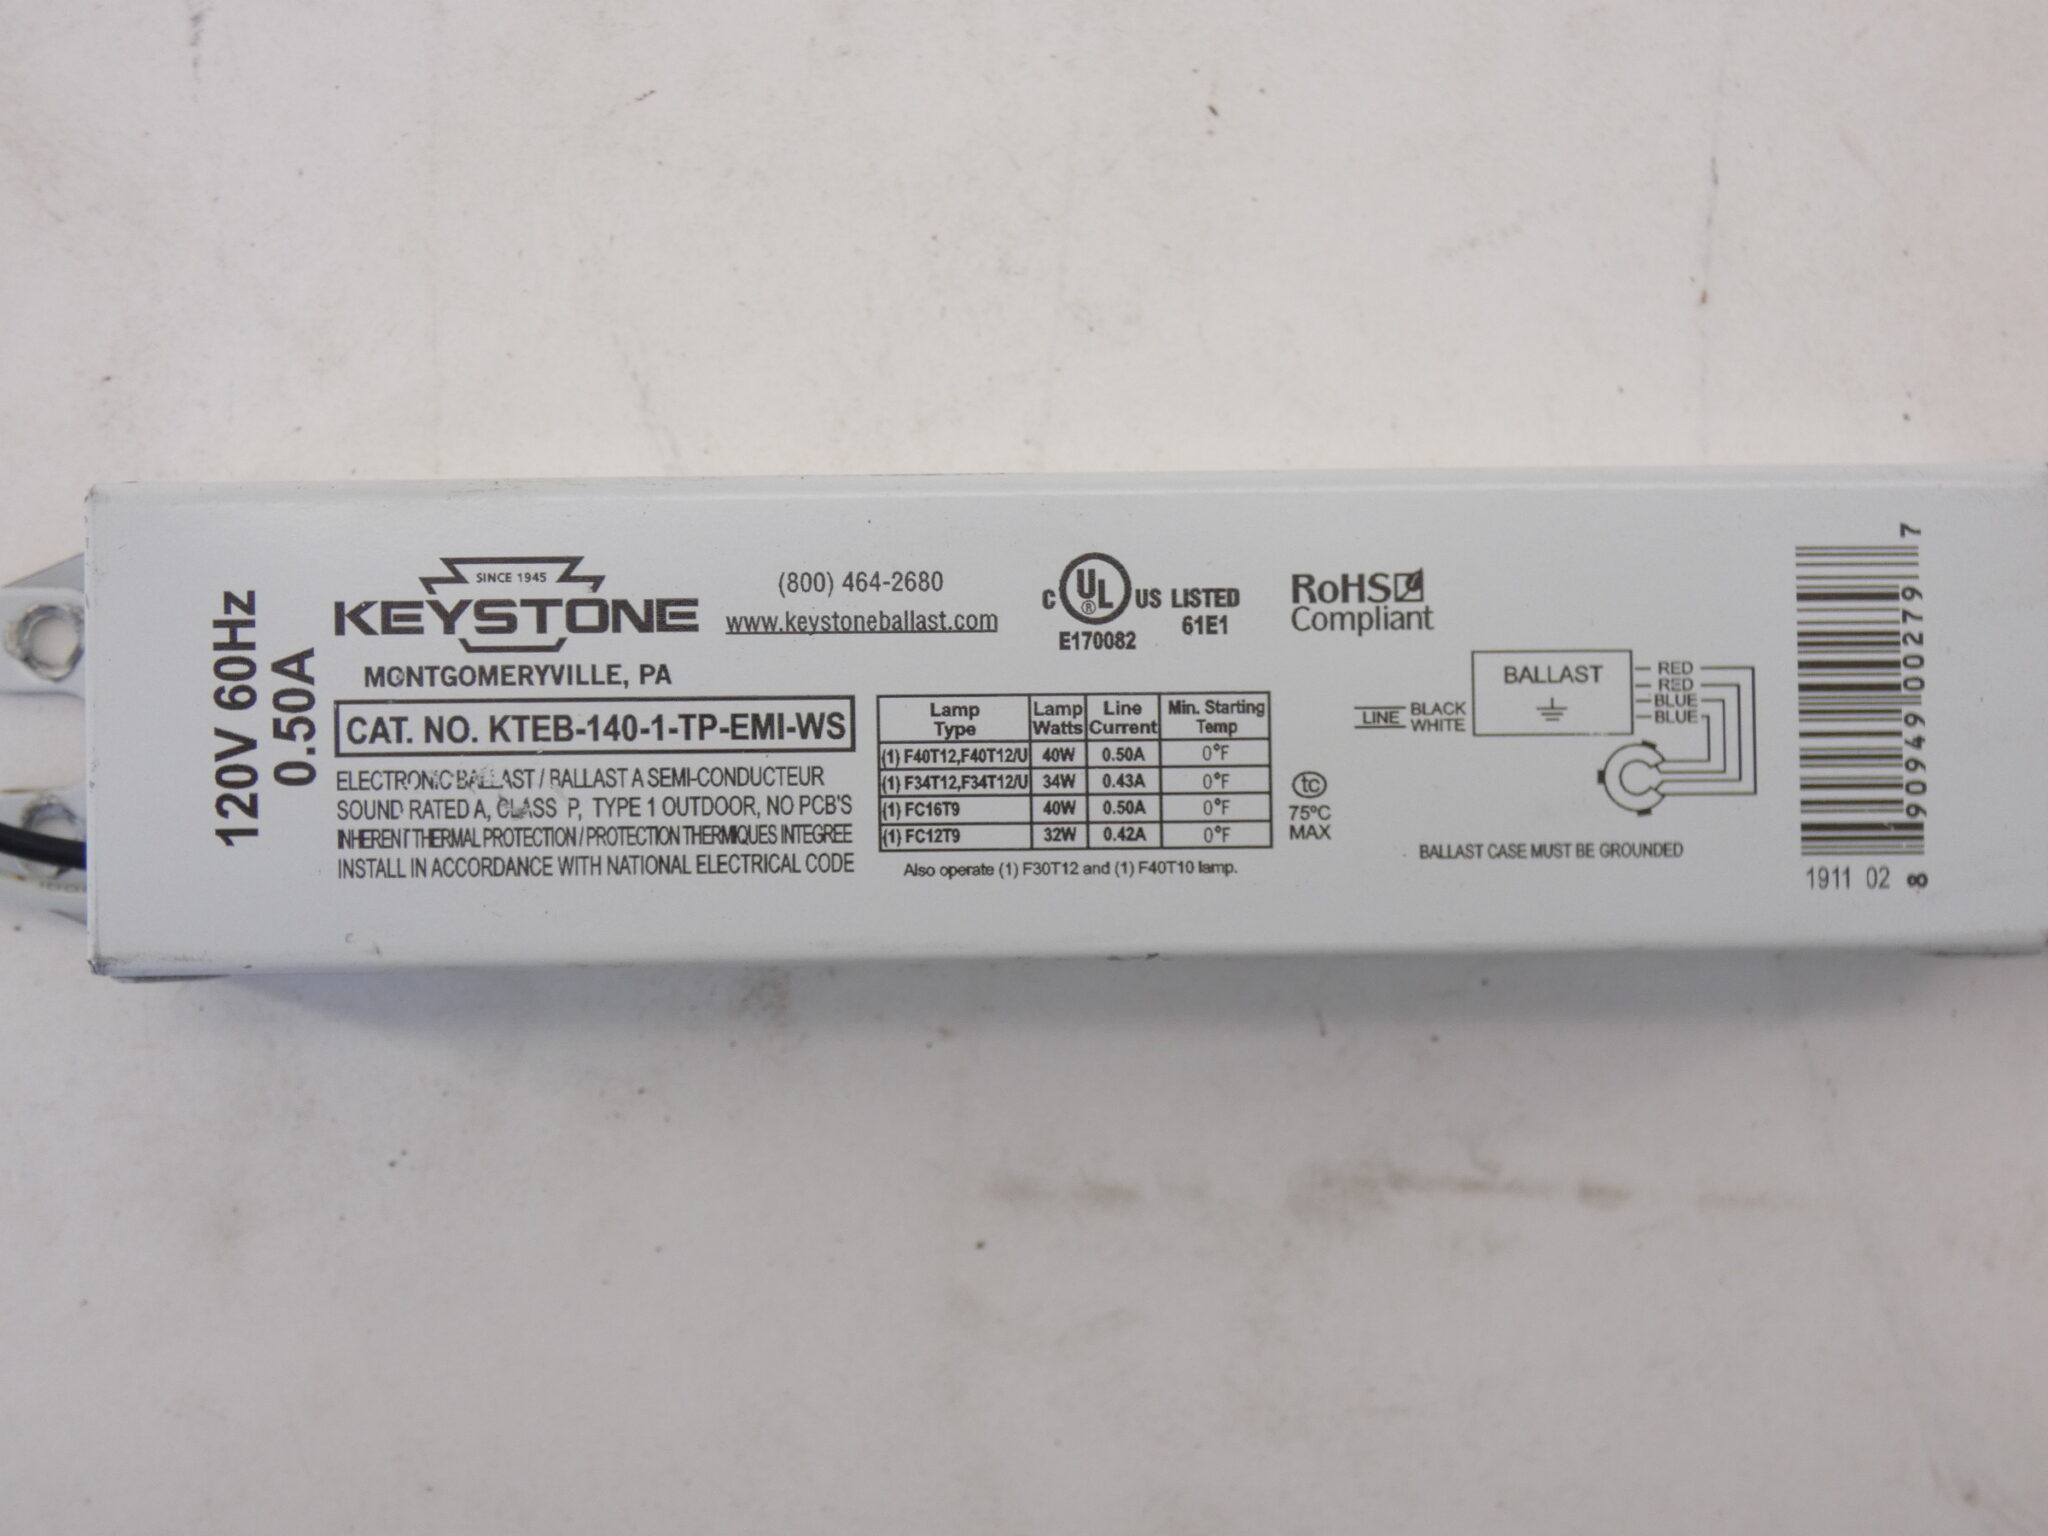 120V 60Hz
0.50A
SINCE 1945
KEYSTONE
MONTGOMERYVILLE, PA
(800) 464-2680
www.keystoneballast.com
CAT. NO. KTEB-140-1-TP-EMI-WS
ELECTRONIC BALLAST / BALLAST A SEMI-CONDUCTEUR
SOUND RATED A, CLASS P, TYPE 1 OUTDOOR, NO PCB'S
INHERENT THERMAL PROTECTION / PROTECTION THERMIQUES INTEGREE
INSTALL IN ACCORDANCE WITH NATIONAL ELECTRICAL CODE
C UL ® US LISTED
E170082 61E1
RoHS
Compliant
Lamp Type Lamp Watts Line Current Min. Starting Temp
(1) F40T12,F40T12/U 40W 0.50A 0°F
(1) F34T12,F34T12/U 34W 0.43A 0°F
(1) FC16T9 40W 0.50A 0°F
(1) FC12T9 32W 0.42A 0°F
Also operate (1) F30T12 and (1) F40T10 lamp.
tc
75°C
MAX
LINE BLACK
WHITE
BALLAST
RED
RED
BLUE
BLUE
BALLAST CASE MUST BE GROUNDED
8 90949 00279 7
1911 02